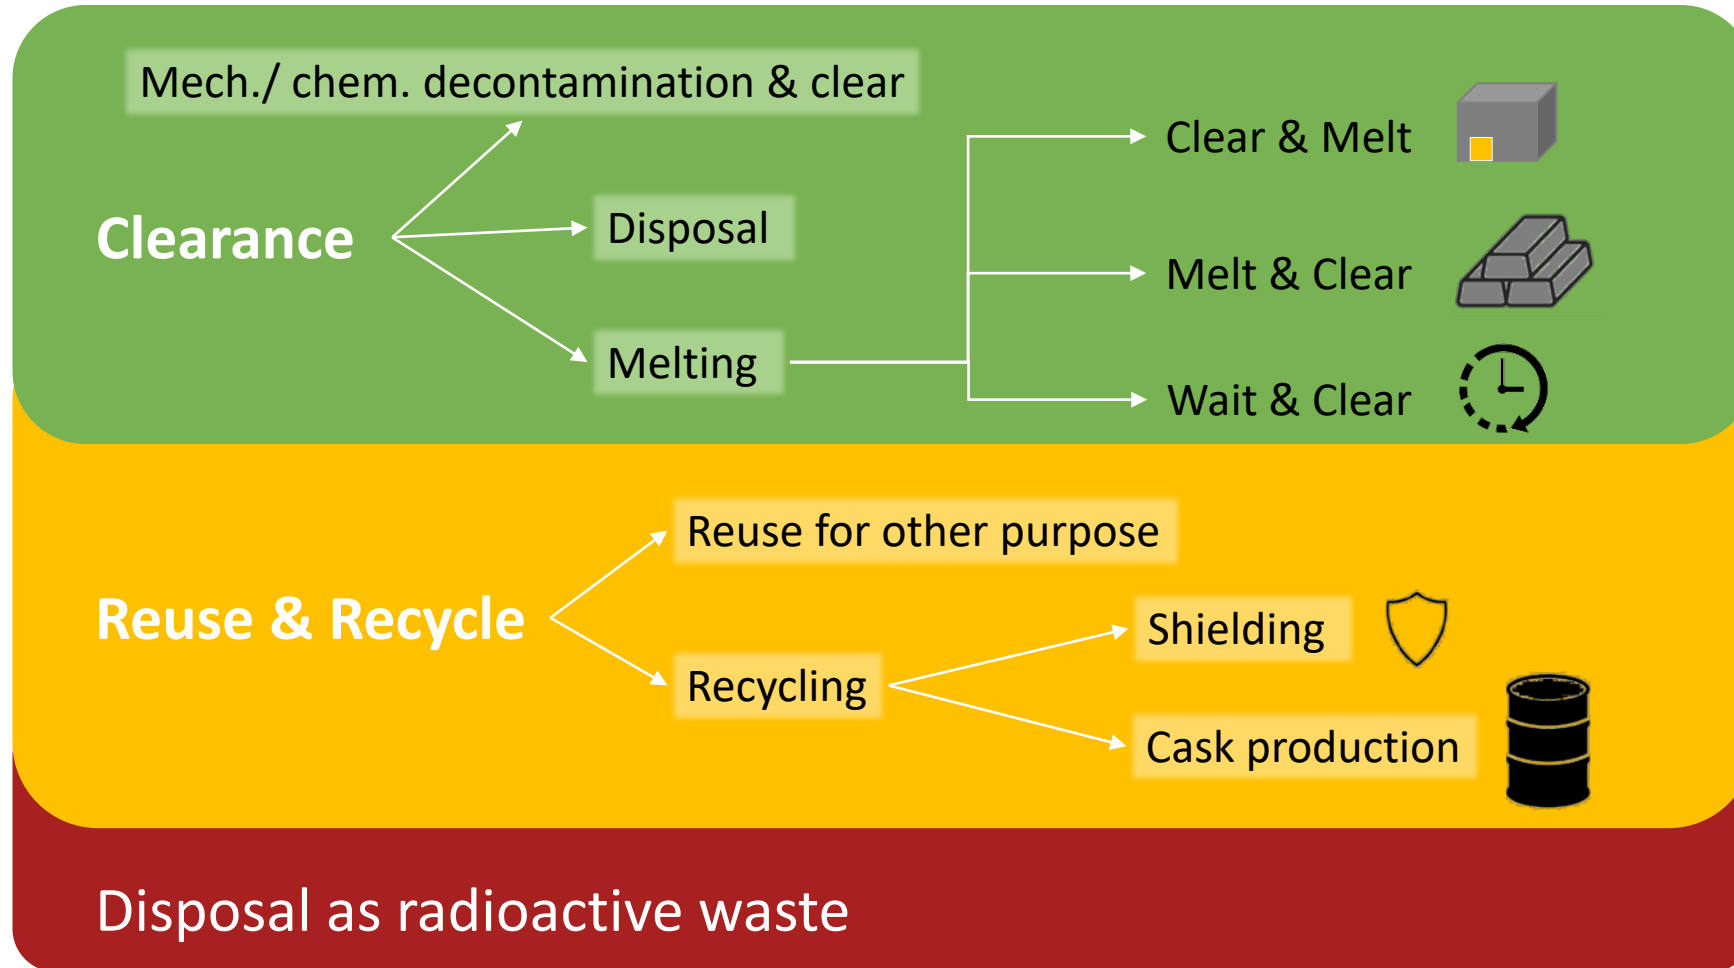 Mech./ chem. decontamination & clear
Clearance
Disposal
Melting
Clear & Melt
Melt & Clear
Wait & Clear
Reuse & Recycle
Reuse for other purpose
Recycling
Shielding
Cask production
Disposal as radioactive waste